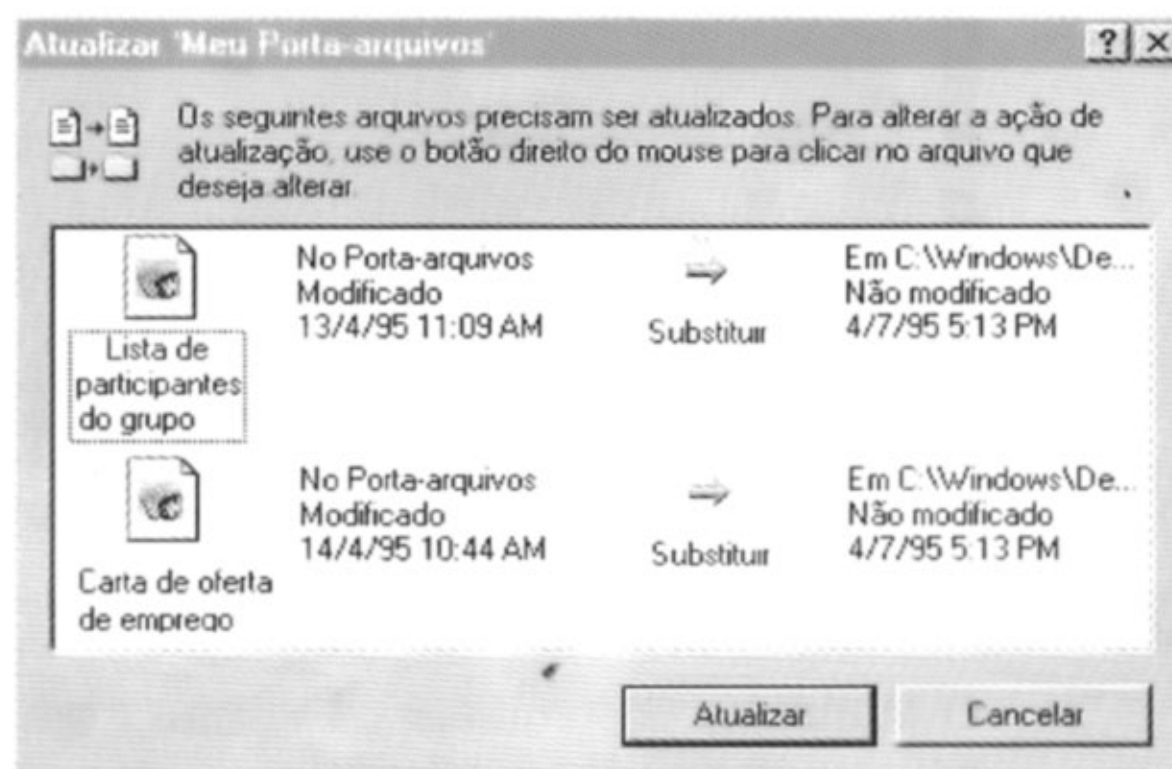 Atualizar 'Meu Porta-arquivos'
? ×
Os seguintes arquivos precisam ser atualizados. Para alterar a ação de
atualização, use o botão direito do mouse para clicar no arquivo que
deseja alterar.
No Porta-arquivos
Modificado
13/4/95 11:09 AM
Substituir
Em C:\Windows\De...
Não modificado
4/7/95 5:13 PM
Lista de
participantes
do grupo
No Porta-arquivos
Modificado
14/4/95 10:44 AM
Substituir
Em C:\Windows\De...
Não modificado
4/7/95 5:13 PM
Carta de oferta
de emprego
Atualizar
Cancelar